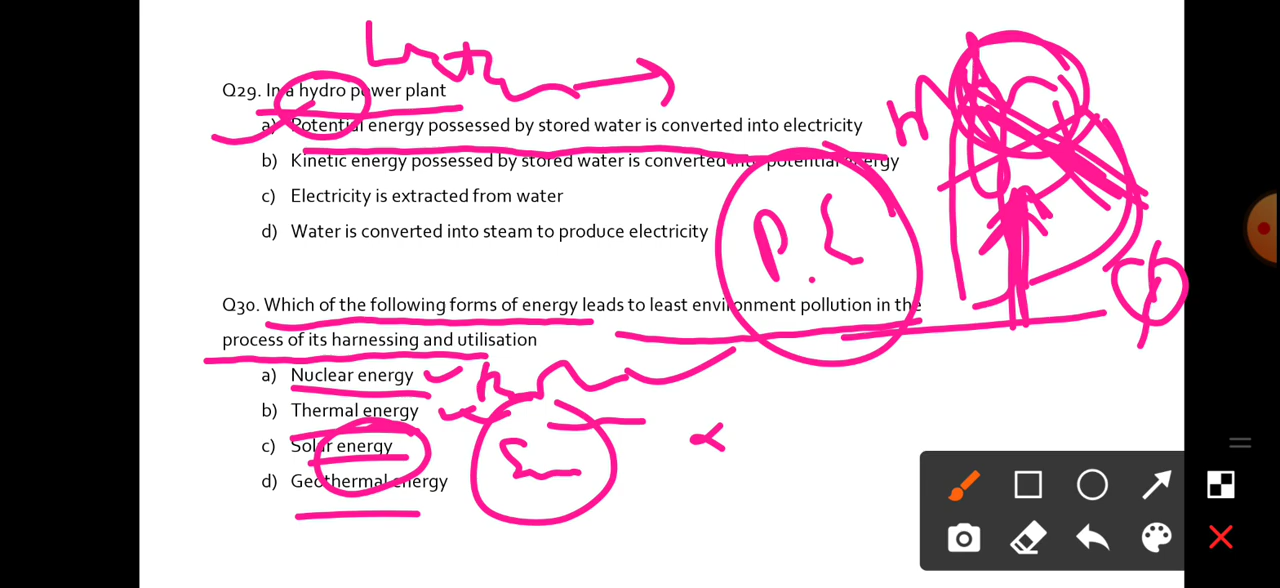 Q29. In a hydro power plant
a) Potential energy possessed by stored water is converted into electricity
b) Kinetic energy possessed by stored water is converted into potential energy
c) Electricity is extracted from water
d) Water is converted into steam to produce electricity
P.E
Q30. Which of the following forms of energy leads to least environment pollution in the
process of its harnessing and utilisation
a) Nuclear energy
b) Thermal energy
c) Solar energy
d) Geothermal energy